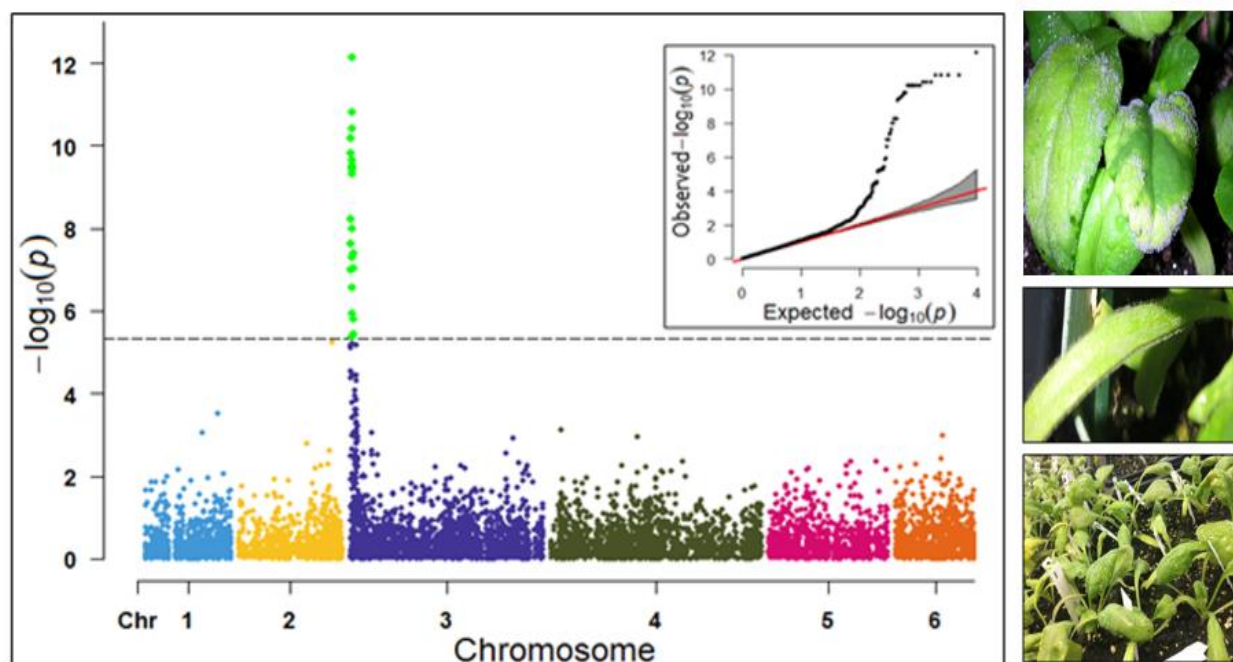 12
10
8
6
4
2
0
−log₁₀(p)
Chr 1 2 3 4 5 6
Chromosome
12
10
8
6
4
2
0
Observed −log₁₀(p)
0 1 2 3 4
Expected −log₁₀(p)